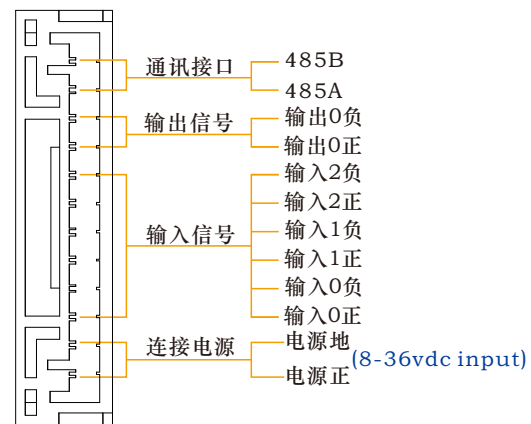 通讯接口
485B
485A
输出信号
输出0负
输出0正
输入信号
输入2负
输入2正
输入1负
输入1正
输入0负
输入0正
连接电源
电源地
(8-36vdc input)
电源正